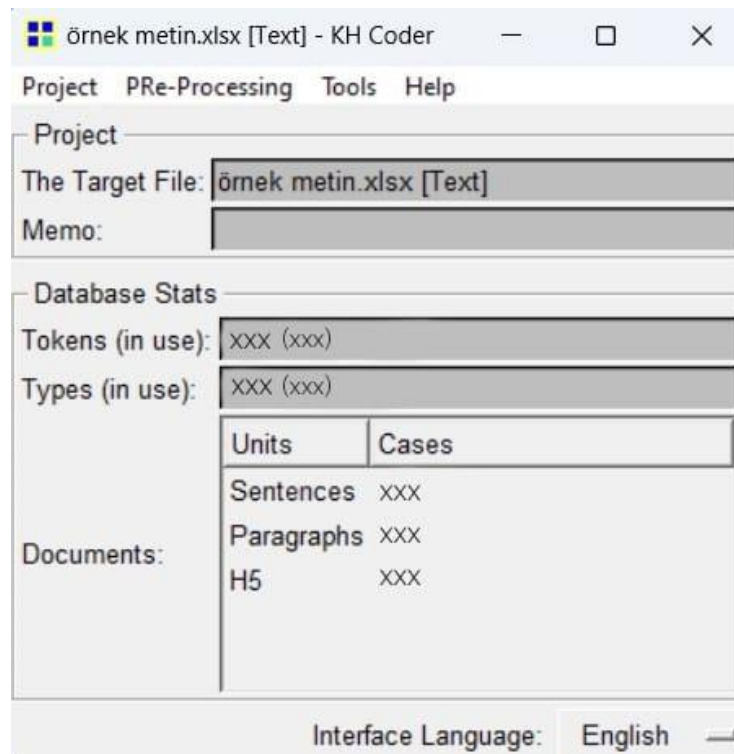 örnek metin.xlsx [Text] - KH Coder
Project PRe-Processing Tools Help
Project
The Target File: örnek metin.xlsx [Text]
Memo:
Database Stats
Tokens (in use): xxx (xxx)
Types (in use): xxx (xxx)
Units Cases
Sentences xxx
Paragraphs xxx
Documents:
H5 xxx
Interface Language: English